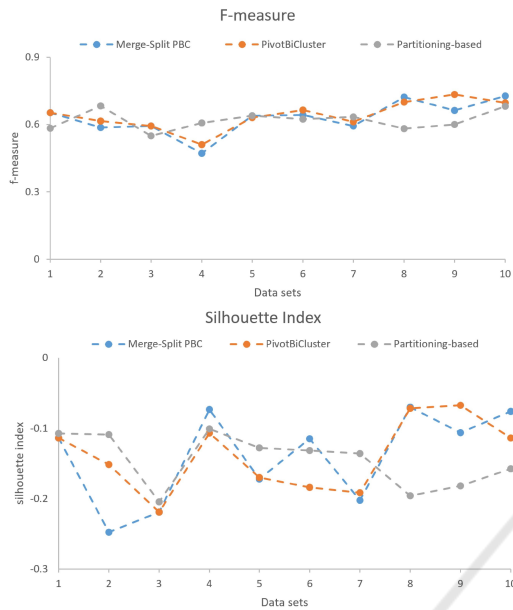 F-measure
Merge-Split PBC PivotBiCluster Partitioning-based
0.9
0.6
0.3
0
f-measure
1 2 3 4 5 6 7 8 9 10
Data sets
Silhouette Index
Merge-Split PBC PivotBiCluster Partitioning-based
0
-0.1
-0.2
-0.3
silhouette index
1 2 3 4 5 6 7 8 9 10
Data sets